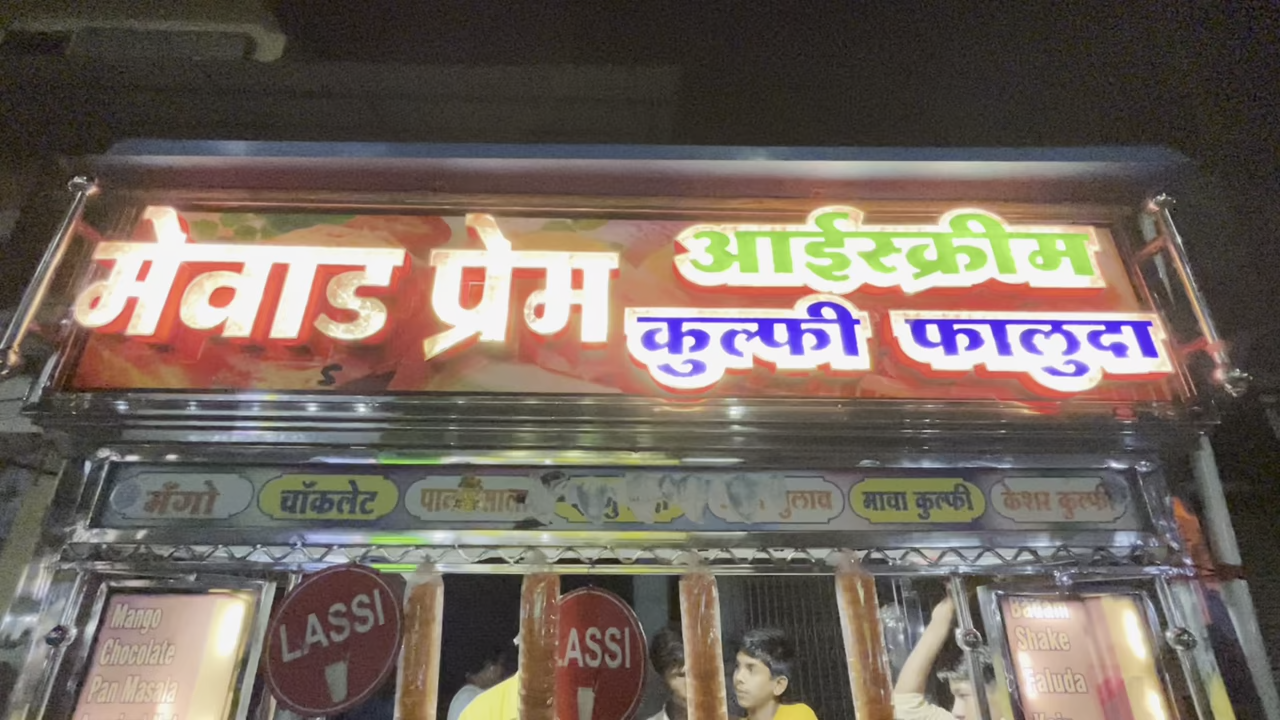 मेवाड प्रेम आईस्क्रीम
कुल्फी फालुदा
मँगो चॉकलेट गुलाब मावा कुल्फी केशर कुल्फी
Mango
Chocolate
Pan Masala
LASSI
LASSI
Badam
Shake
Faluda